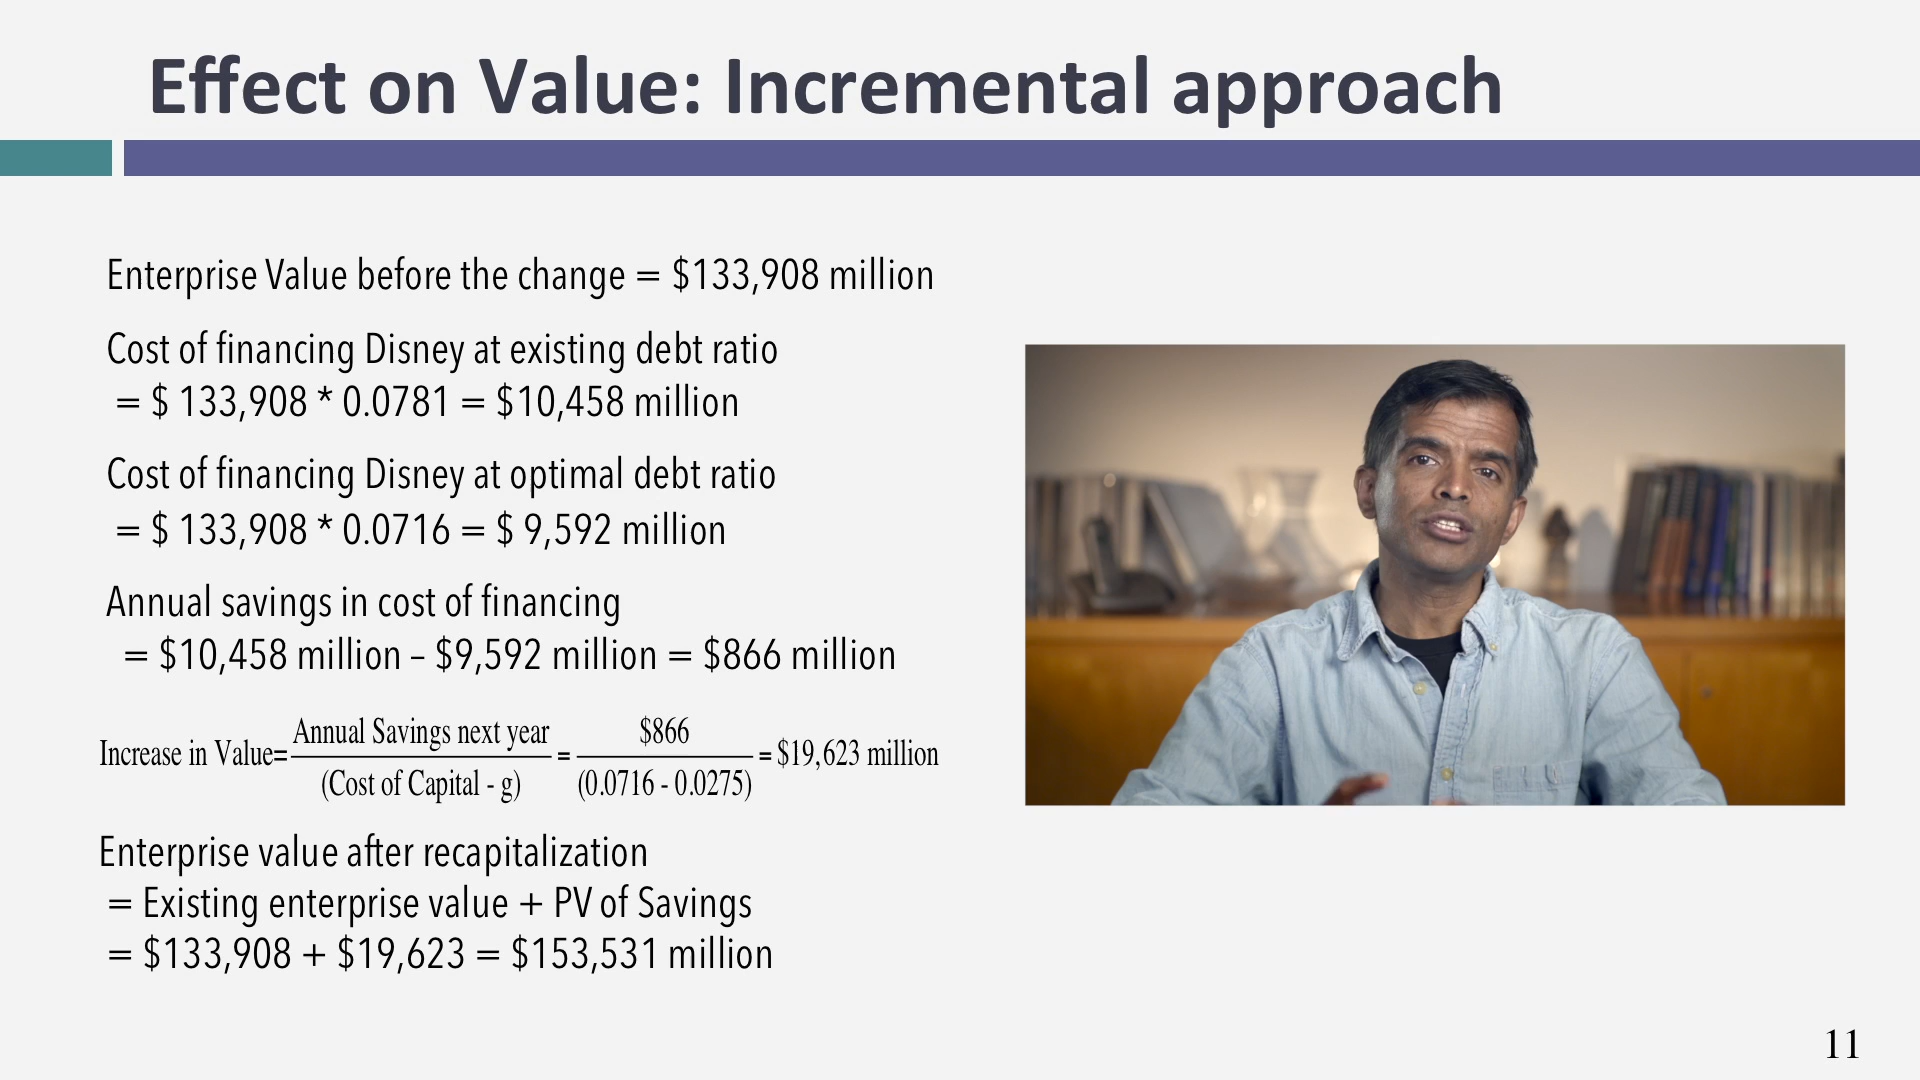 Effect on Value: Incremental approach
Enterprise Value before the change = $133,908 million
Cost of financing Disney at existing debt ratio
= $ 133,908 * 0.0781 = $10,458 million
Cost of financing Disney at optimal debt ratio
= $ 133,908 * 0.0716 = $ 9,592 million
Annual savings in cost of financing
= $10,458 million – $9,592 million = $866 million
Increase in Value= Annual Savings next year / (Cost of Capital - g) = $866 / (0.0716 - 0.0275) = $19,623 million
Enterprise value after recapitalization
= Existing enterprise value + PV of Savings
= $133,908 + $19,623 = $153,531 million
11